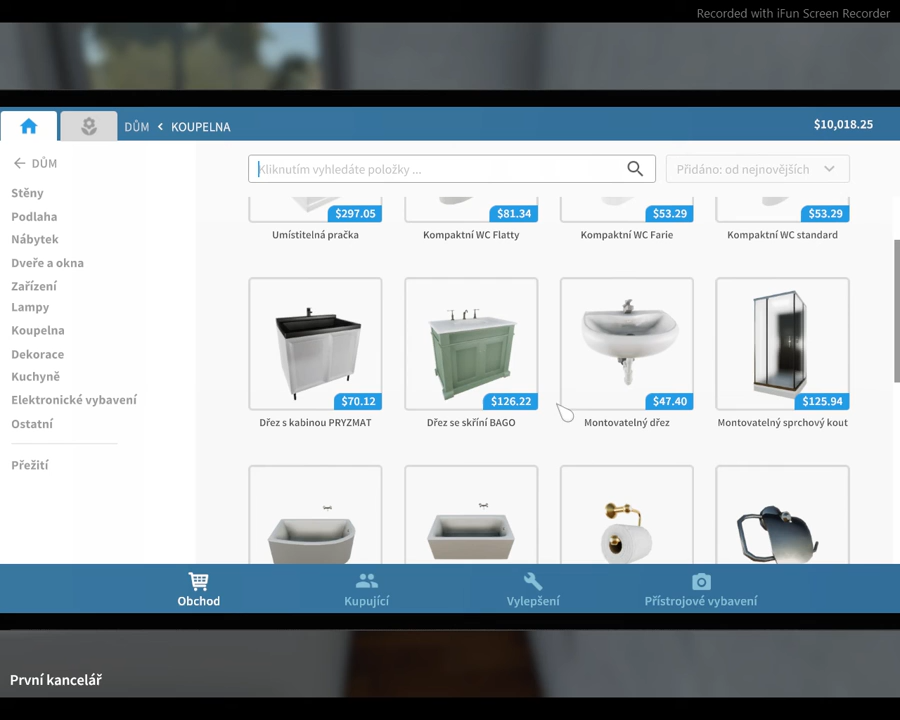 Recorded with iFun Screen Recorder
DŮM < KOUPELNA
$10,018.25
← DŮM
Kliknutím vyhledáte položky ...
Přidáno: od nejnovějších
Stěny
Podlaha
Nábytek
Dveře a okna
Zařízení
Lampy
Koupelna
Dekorace
Kuchyně
Elektronické vybavení
Ostatní
Přežití
$297.05
$81.34
$53.29
$53.29
Umístitelná pračka
Kompaktní WC Flatty
Kompaktní WC Farie
Kompaktní WC standard
$70.12
$126.22
$47.40
$125.94
Dřez s kabinou PRYZMAT
Dřez se skříní BAGO
Montovatelný dřez
Montovatelný sprchový kout
Obchod
Kupující
Vylepšení
Přístrojové vybavení
První kancelář